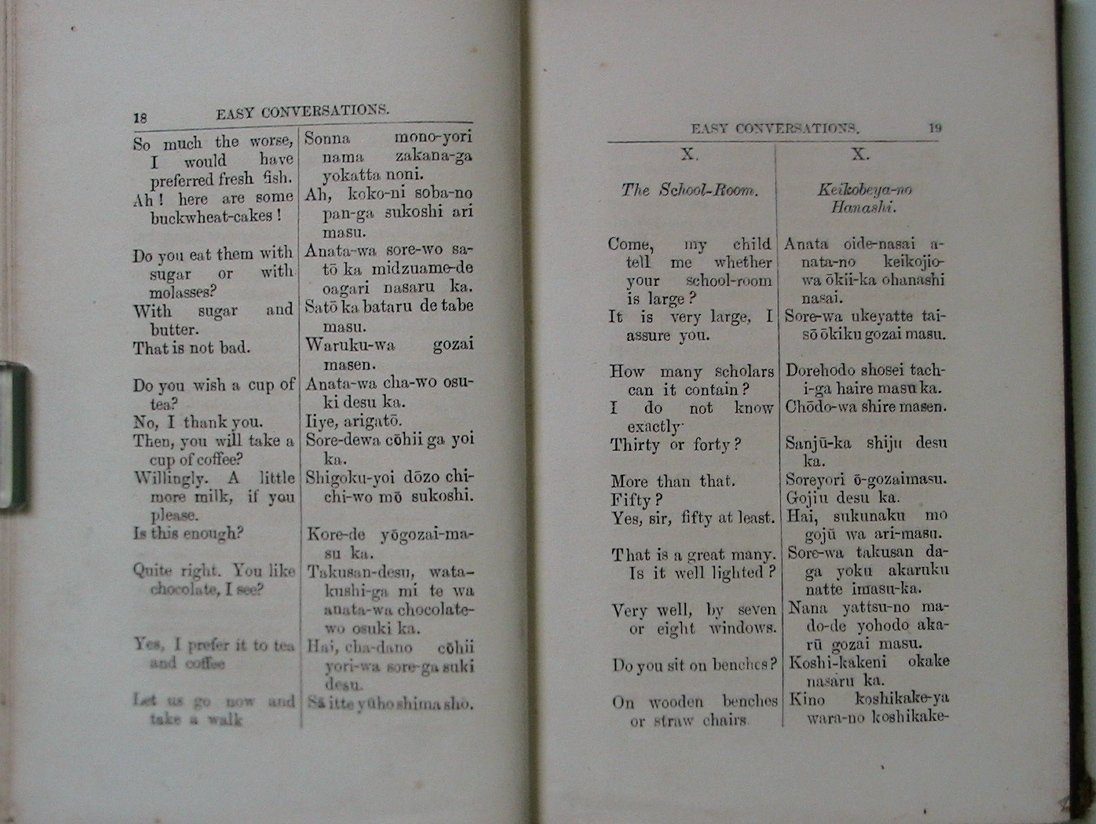 18 EASY CONVERSATIONS.
So much the worse,
I would have
preferred fresh fish.
Ah! here are some
buckwheat-cakes!
Do you eat them with
sugar or with
molasses?
With sugar and
butter.
That is not bad.
Do you wish a cup of
tea?
No, I thank you.
Then, you will take a
cup of coffee?
Willingly. A little
more milk, if you
please.
Is this enough?
Quite right. You like
chocolate, I see?
Yes, I prefer it to tea
and coffee
Let us go now and
take a walk
Sonna mono-yori
nama zakana-ga
yokatta noni.
Ah, koko-ni soba-no
pan-ga sukoshi ari
masu.
Anata-wa sore-wo sa-
tō ka midzuame-de
oagari nasaru ka.
Satō ka bataru de tabe
masu.
Waruku-wa gozai
masen.
Anata-wa cha-wo osu-
ki desu ka.
Iiye, arigatō.
Sore-dewa cōhii ga yoi
ka.
Shigoku-yoi dōzo chi-
chi-wo mō sukoshi.
Kore-de yōgozai-ma-
su ka.
Takusan-desu, wata-
kushi-ga mi te wa
anata-wa chocolate-
wo osuki ka.
Hai, cha-dano cōhii
yori-wa sore-ga suki
desu.
Sā itte yūho shima shō.
EASY CONVERSATIONS. 19
X.
The School-Room.
Come, my child
tell me whether
your school-room
is large?
It is very large, I
assure you.
How many scholars
can it contain?
I do not know
exactly·
Thirty or forty?
More than that.
Fifty?
Yes, sir, fifty at least.
That is a great many.
Is it well lighted?
Very well, by seven
or eight windows.
Do you sit on benches?
On wooden benches
or straw chairs
X.
Keikobeya-no
Hanashi.
Anata oide-nasai a-
nata-no keikojio-
wa ōkii-ka ohanashi
nasai.
Sore-wa ukeyatte tai-
sō ōkiku gozai masu.
Dorehodo shosei tach-
i-ga haire masu ka.
Chōdo-wa shire masen.
Sanjū-ka shiju desu
ka.
Soreyori ō-gozaimasu.
Gojiu desu ka.
Hai, sukunaku mo
gojū wa ari-masu.
Sore-wa takusan da-
ga yoku akaruku
natte imasu-ka.
Nana yattsu-no ma-
do-de yohodo aka-
rū gozai masu.
Koshi-kakeni okake
nasaru ka.
Kino koshikake-ya
wara-no koshikake-